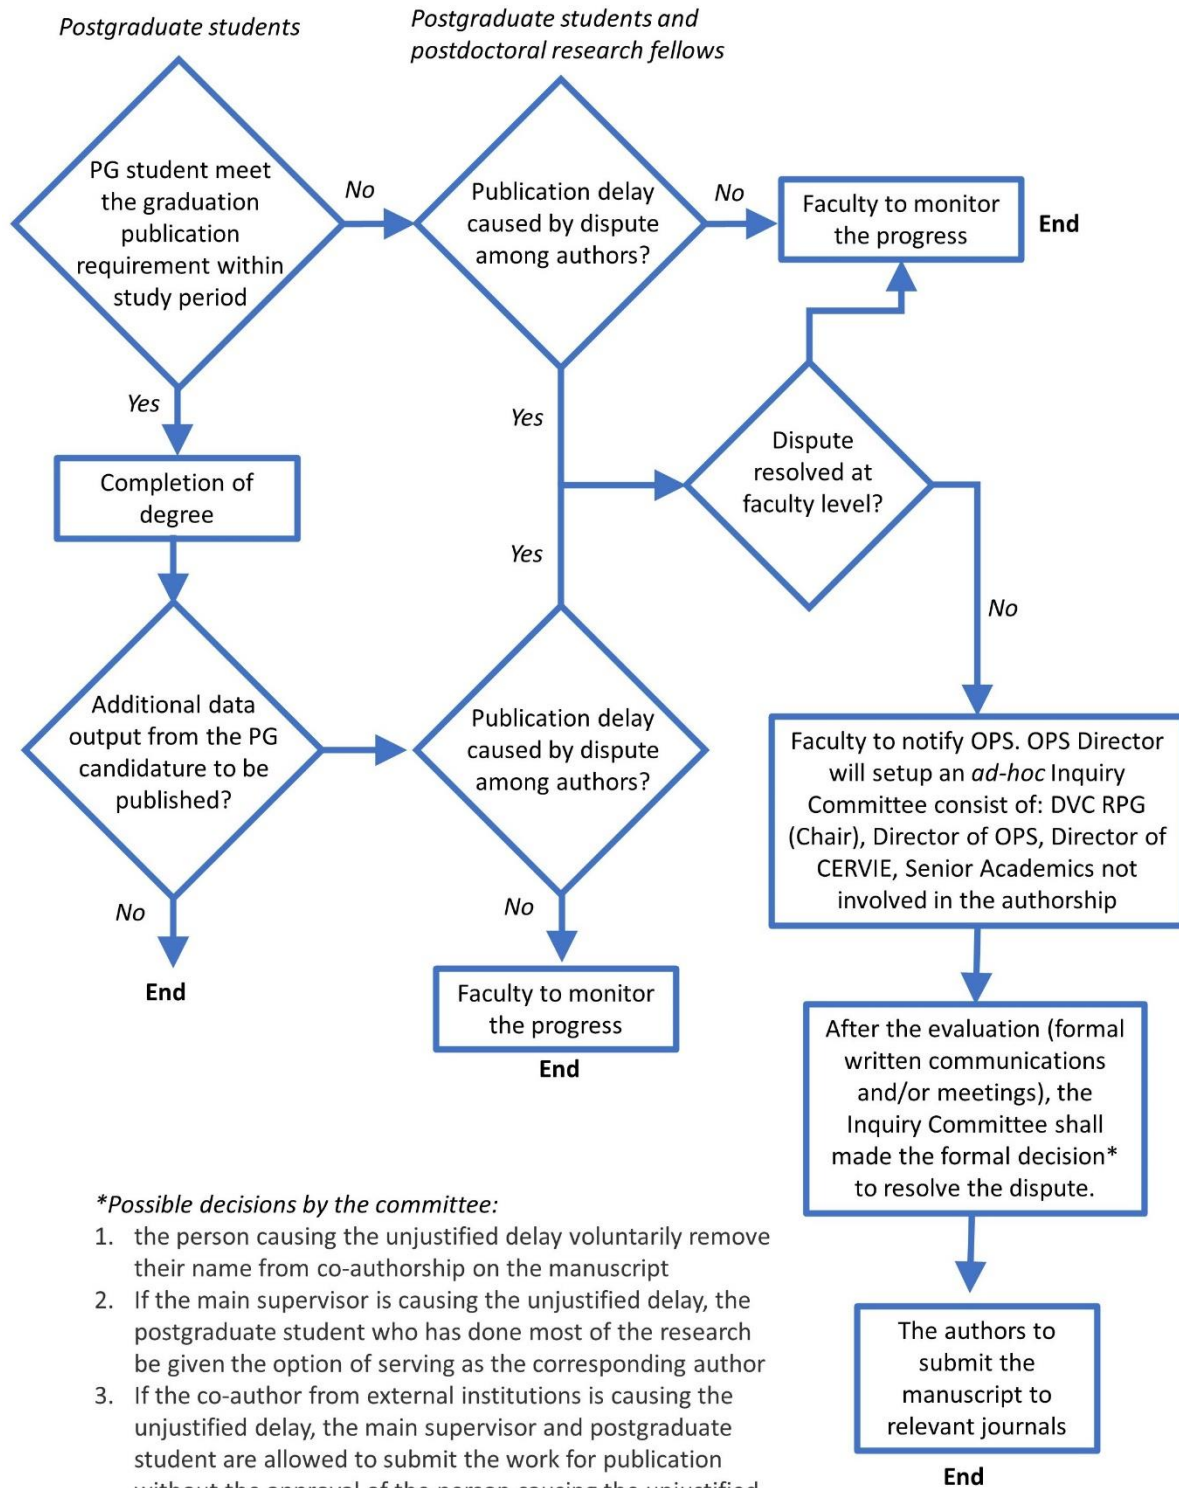 Postgraduate students
Postgraduate students and
postdoctoral research fellows
PG student meet
the graduation
publication
requirement within
study period
No
Publication delay
caused by dispute
among authors?
No
Faculty to monitor
the progress
End
Yes
Completion of
degree
Yes
Dispute
resolved at
faculty level?
Yes
No
Additional data
output from the PG
candidature to be
published?
Publication delay
caused by dispute
among authors?
Faculty to notify OPS. OPS Director
will setup an ad-hoc Inquiry
Committee consist of: DVC RPG
(Chair), Director of OPS, Director of
CERVIE, Senior Academics not
involved in the authorship
No
End
No
Faculty to monitor
the progress
End
After the evaluation (formal
written communications
and/or meetings), the
Inquiry Committee shall
made the formal decision*
to resolve the dispute.
The authors to
submit the
manuscript to
relevant journals
End
*Possible decisions by the committee:
1. the person causing the unjustified delay voluntarily remove
their name from co-authorship on the manuscript
2. If the main supervisor is causing the unjustified delay, the
postgraduate student who has done most of the research
be given the option of serving as the corresponding author
3. If the co-author from external institutions is causing the
unjustified delay, the main supervisor and postgraduate
student are allowed to submit the work for publication
without the approval of the person causing the unjustified